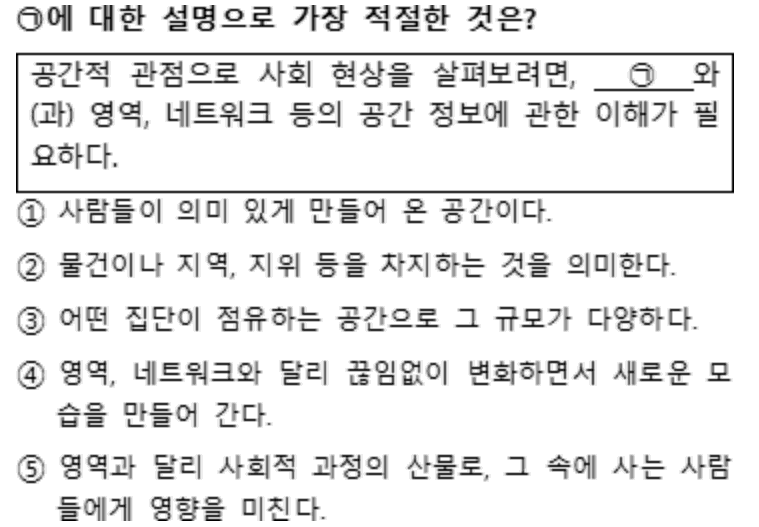 ㉠에 대한 설명으로 가장 적절한 것은?
공간적 관점으로 사회 현상을 살펴보려면, ㉠ 와
(과) 영역, 네트워크 등의 공간 정보에 관한 이해가 필
요하다.
① 사람들이 의미 있게 만들어 온 공간이다.
② 물건이나 지역, 지위 등을 차지하는 것을 의미한다.
③ 어떤 집단이 점유하는 공간으로 그 규모가 다양하다.
④ 영역, 네트워크와 달리 끊임없이 변화하면서 새로운 모
습을 만들어 간다.
⑤ 영역과 달리 사회적 과정의 산물로, 그 속에 사는 사람
들에게 영향을 미친다.